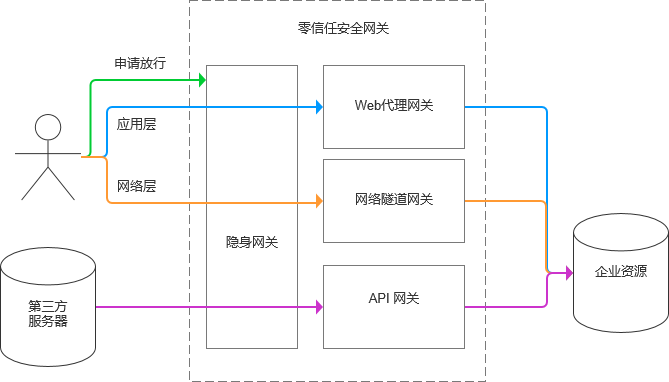 零信任安全网关
申请放行
Web代理网关
应用层
网络层
网络隧道网关
隐身网关
企业资源
第三方
服务器
API 网关